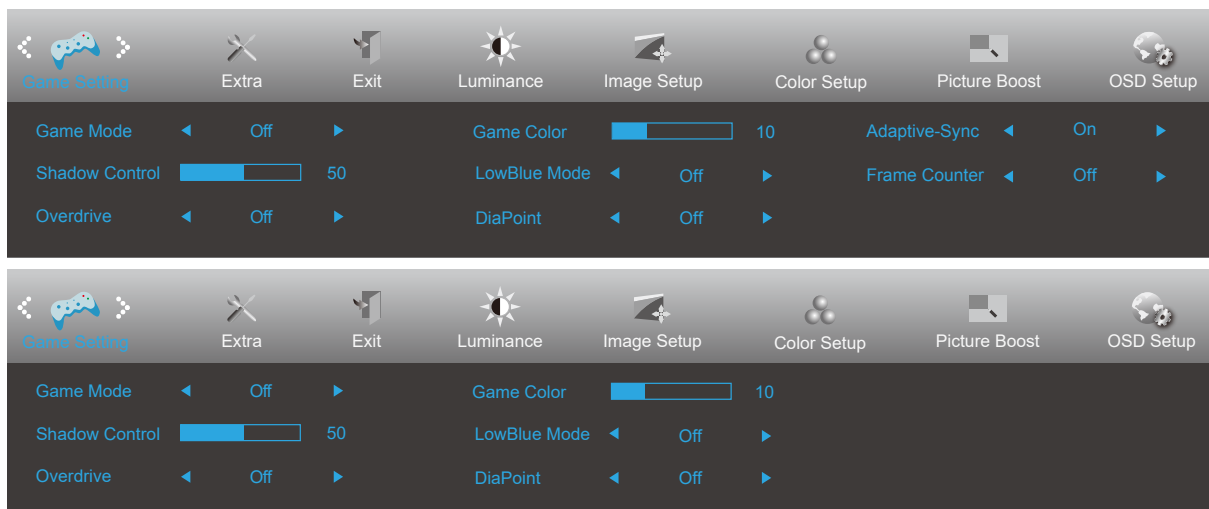 Game Setting Extra Exit Luminance Image Setup Color Setup Picture Boost OSD Setup
Game Mode Off Game Color 10 Adaptive-Sync On
Shadow Control 50 LowBlue Mode Off Frame Counter Off
Overdrive Off DiaPoint Off
Game Setting Extra Exit Luminance Image Setup Color Setup Picture Boost OSD Setup
Game Mode Off Game Color 10
Shadow Control 50 LowBlue Mode Off
Overdrive Off DiaPoint Off